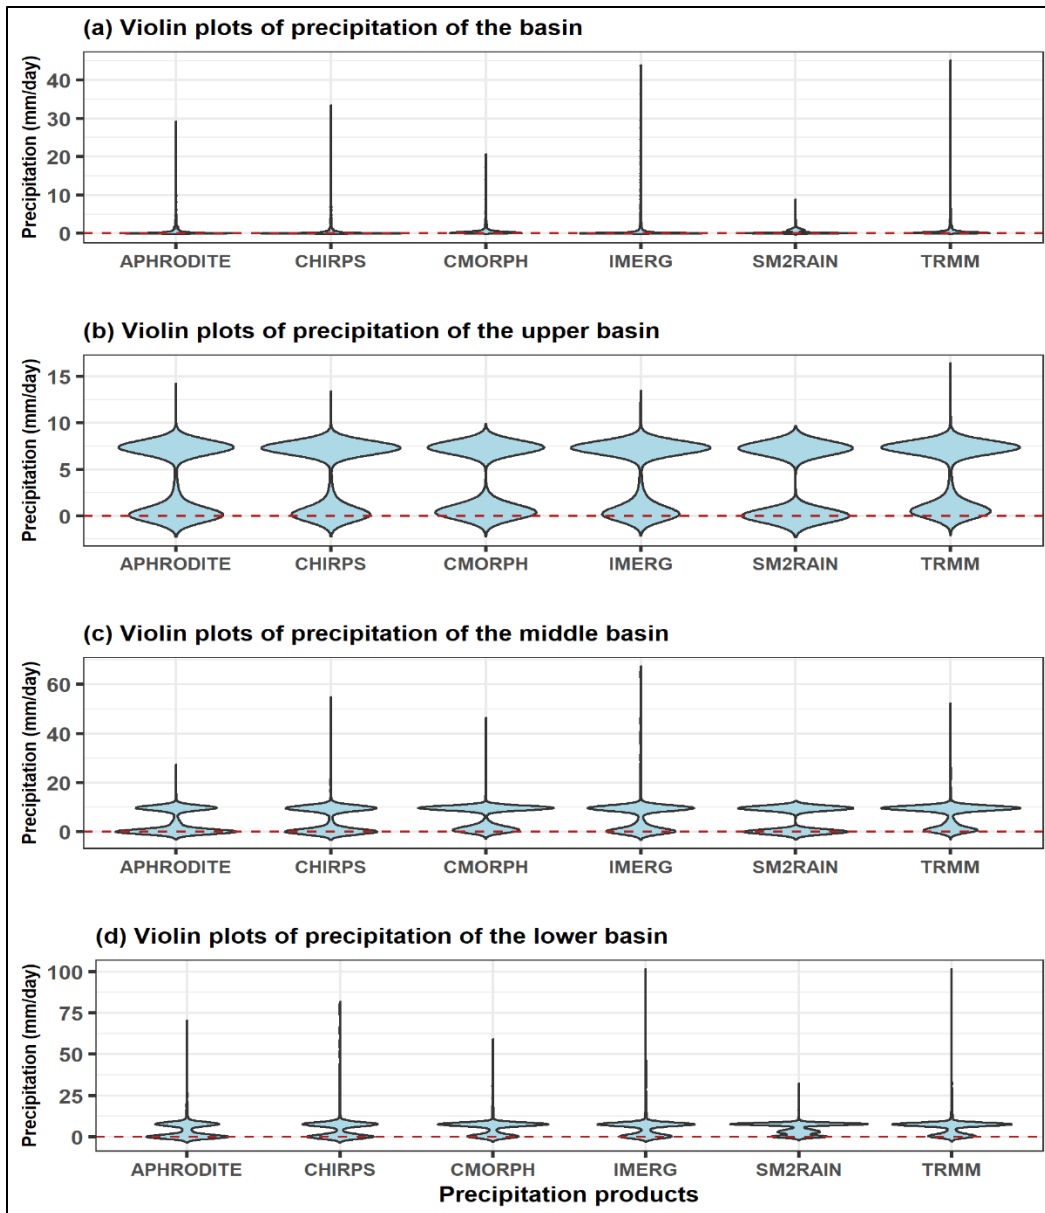 (a) Violin plots of precipitation of the basin
Precipitation (mm/day)
40
30
20
10
0
APHRODITE CHIRPS CMORPH IMERG SM2RAIN TRMM
(b) Violin plots of precipitation of the upper basin
Precipitation (mm/day)
15
10
5
0
APHRODITE CHIRPS CMORPH IMERG SM2RAIN TRMM
(c) Violin plots of precipitation of the middle basin
Precipitation (mm/day)
60
40
20
0
APHRODITE CHIRPS CMORPH IMERG SM2RAIN TRMM
(d) Violin plots of precipitation of the lower basin
Precipitation (mm/day)
100
75
50
25
0
APHRODITE CHIRPS CMORPH IMERG SM2RAIN TRMM
Precipitation products